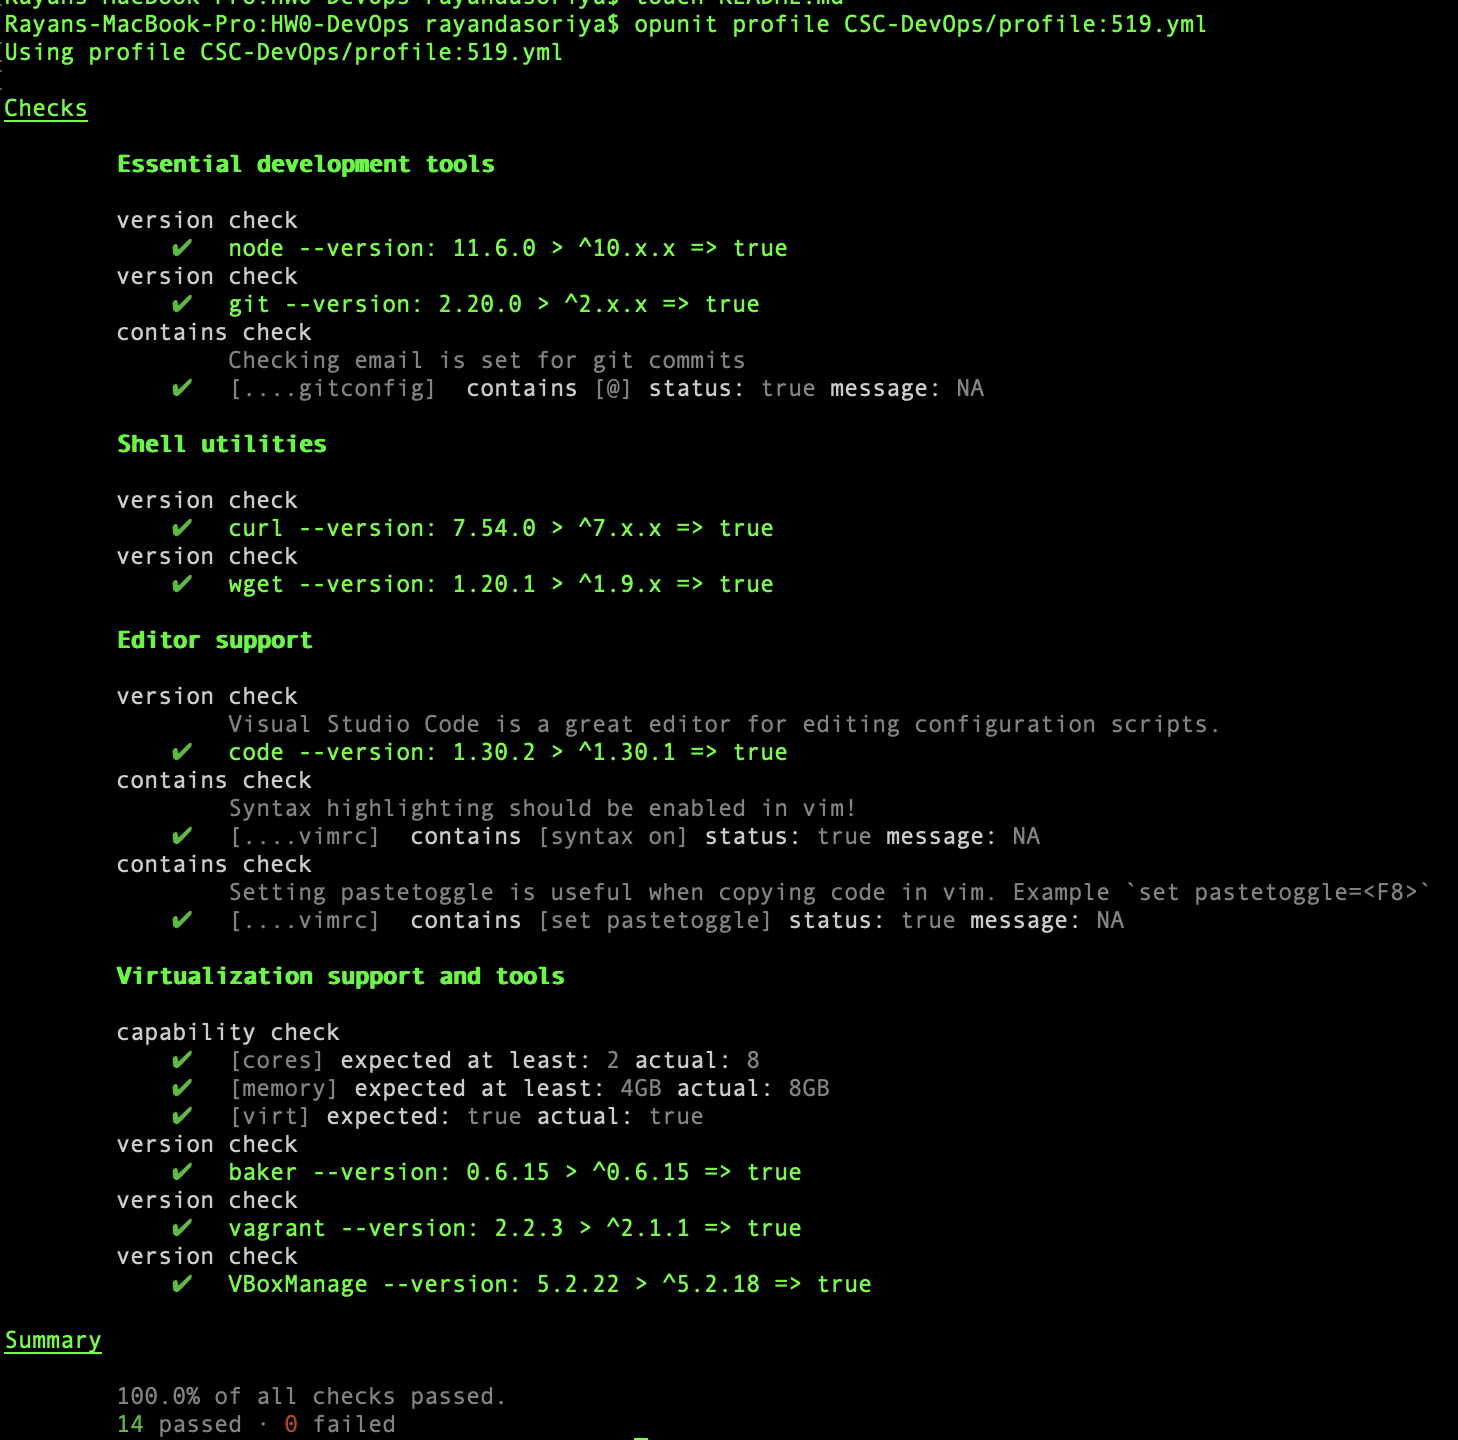 Rayans-MacBook-Pro:HW0-DevOps rayandasoriya$ touch README.md
Rayans-MacBook-Pro:HW0-DevOps rayandasoriya$ opunit profile CSC-DevOps/profile:519.yml
Using profile CSC-DevOps/profile:519.yml
Checks
Essential development tools
version check
✔ node --version: 11.6.0 > ^10.x.x => true
version check
✔ git --version: 2.20.0 > ^2.x.x => true
contains check
Checking email is set for git commits
✔ [....gitconfig] contains [@] status: true message: NA
Shell utilities
version check
✔ curl --version: 7.54.0 > ^7.x.x => true
version check
✔ wget --version: 1.20.1 > ^1.9.x => true
Editor support
version check
Visual Studio Code is a great editor for editing configuration scripts.
✔ code --version: 1.30.2 > ^1.30.1 => true
contains check
Syntax highlighting should be enabled in vim!
✔ [....vimrc] contains [syntax on] status: true message: NA
contains check
Setting pastetoggle is useful when copying code in vim. Example `set pastetoggle=<F8>`
✔ [....vimrc] contains [set pastetoggle] status: true message: NA
Virtualization support and tools
capability check
✔ [cores] expected at least: 2 actual: 8
✔ [memory] expected at least: 4GB actual: 8GB
✔ [virt] expected: true actual: true
version check
✔ baker --version: 0.6.15 > ^0.6.15 => true
version check
✔ vagrant --version: 2.2.3 > ^2.1.1 => true
version check
✔ VBoxManage --version: 5.2.22 > ^5.2.18 => true
Summary
100.0% of all checks passed.
14 passed · 0 failed